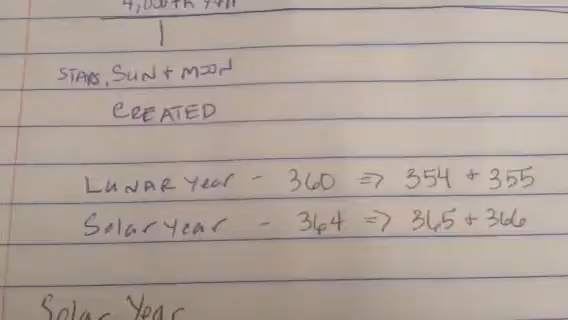 STARS, SUN + MOON
CREATED
LUNAR Year - 360 => 354 + 355
Solar year - 364 => 365 + 366
Solar Year